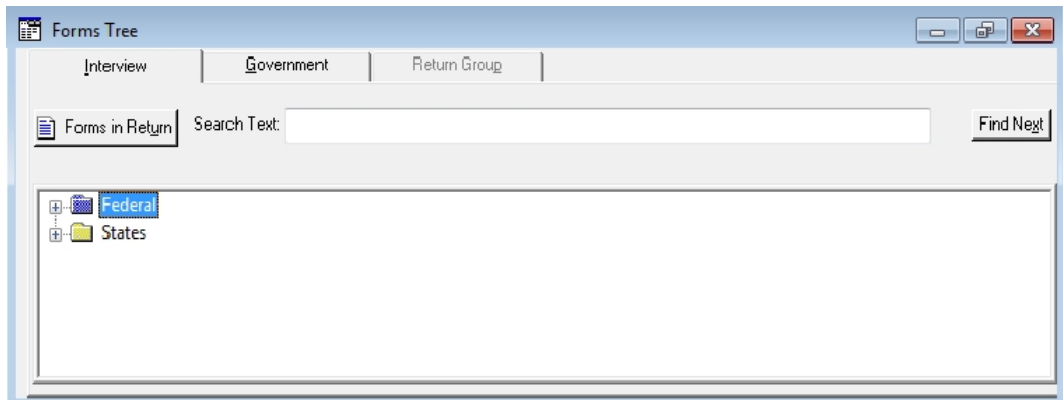 Forms Tree
Interview Government Return Group
Forms in Return Search Text: Find Next
Federal
States